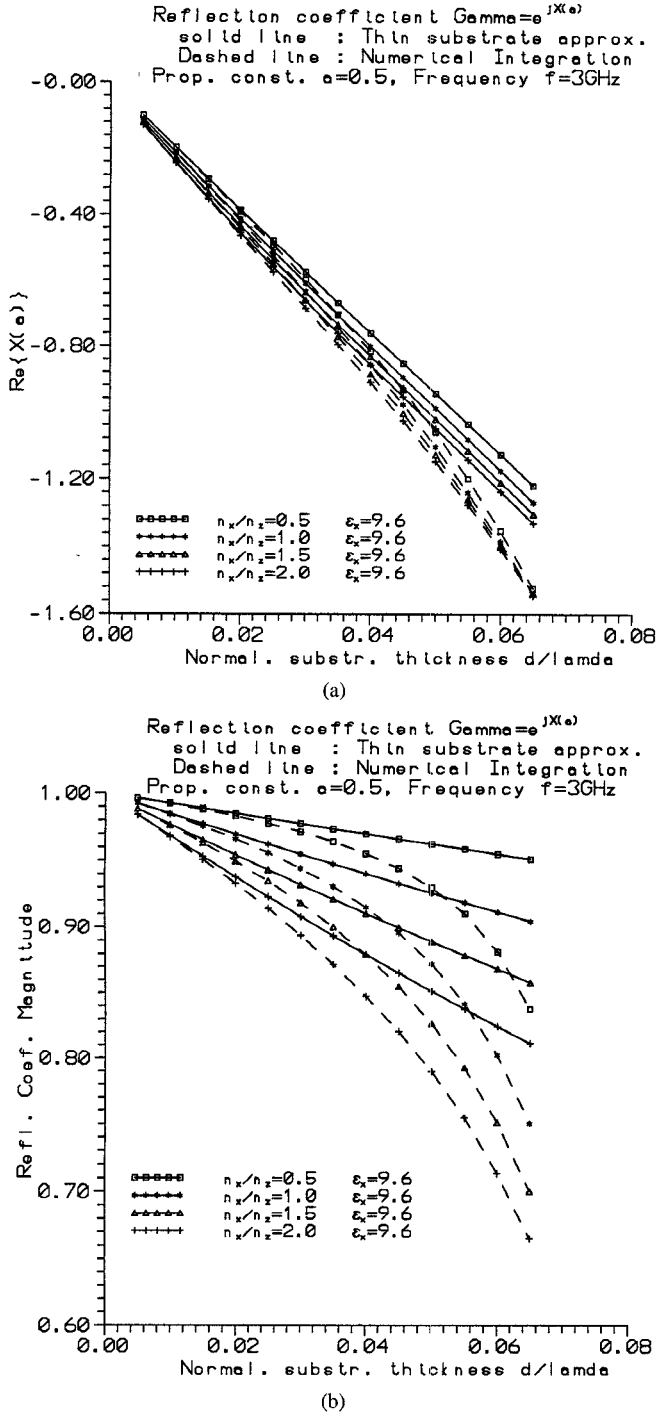 Reflection coefficient Gamma=e^jX(a)
solid line : Thin substrate approx.
Dashed line : Numerical Integration
Prop. const. a=0.5, Frequency f=3GHz
-0.00
-0.40
-0.80
-1.20
-1.60
Re{X(a)}
n_x/n_z=0.5 ε_x=9.6
n_x/n_z=1.0 ε_x=9.6
n_x/n_z=1.5 ε_x=9.6
n_x/n_z=2.0 ε_x=9.6
0.00 0.02 0.04 0.06 0.08
Normal. substr. thickness d/lamda
(a)
Reflection coefficient Gamma=e^jX(a)
solid line : Thin substrate approx.
Dashed line : Numerical Integration
Prop. const. a=0.5, Frequency f=3GHz
1.00
0.90
0.80
0.70
0.60
Refl. Coef. Magnitude
n_x/n_z=0.5 ε_x=9.6
n_x/n_z=1.0 ε_x=9.6
n_x/n_z=1.5 ε_x=9.6
n_x/n_z=2.0 ε_x=9.6
0.00 0.02 0.04 0.06 0.08
Normal. substr. thickness d/lamda
(b)